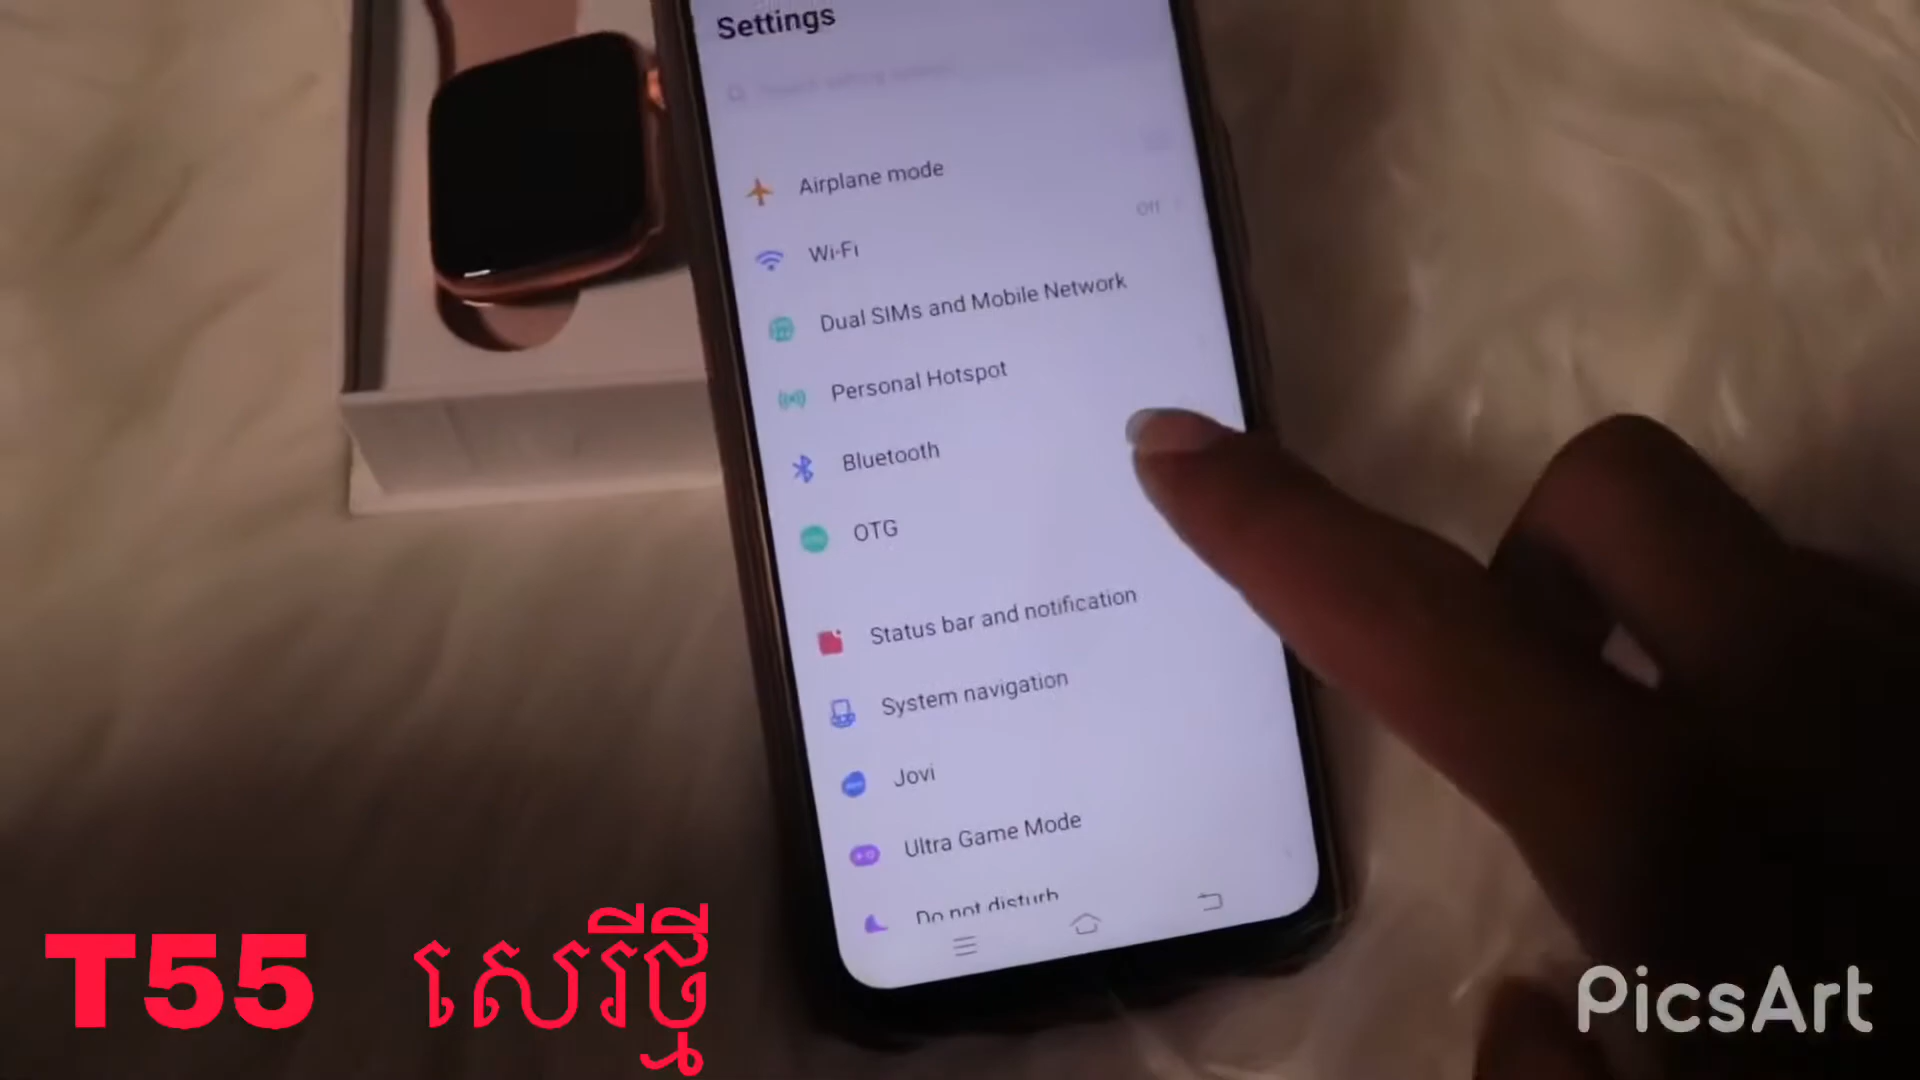 Settings
Airplane mode
Wi-Fi
Off
Dual SIMs and Mobile Network
Personal Hotspot
Bluetooth
OTG
Status bar and notification
System navigation
Jovi
Ultra Game Mode
Do not disturb
T55 សេរីថ្មី
PicsArt